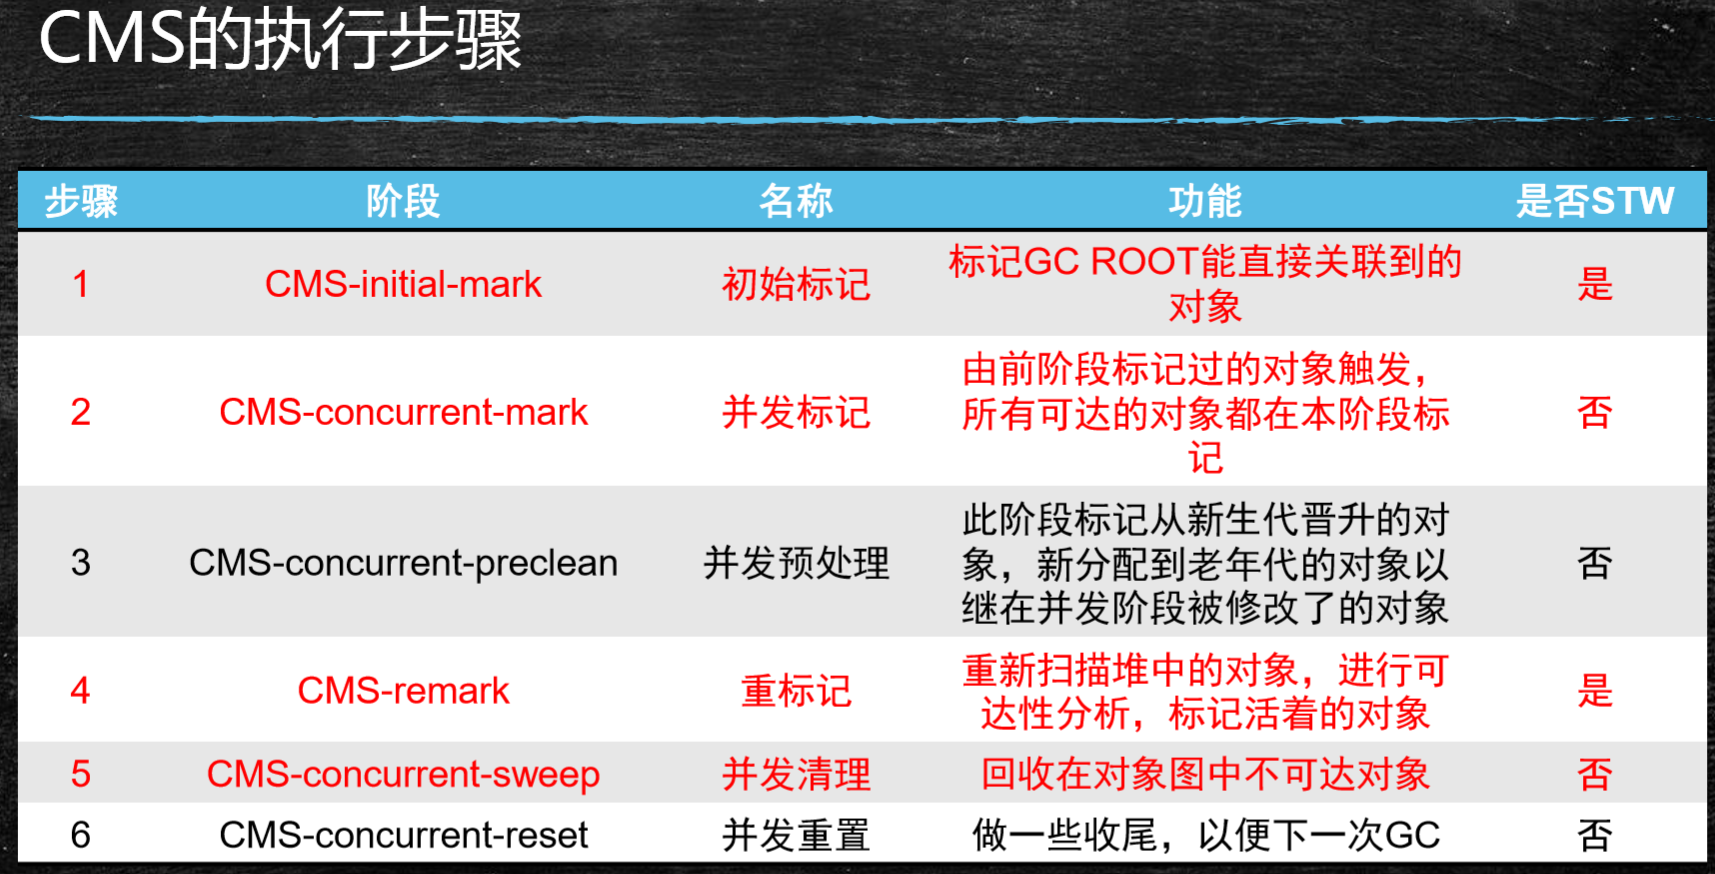 CMS的执行步骤
步骤 阶段 名称 功能 是否STW
1 CMS-initial-mark 初始标记 标记GC ROOT能直接关联到的
对象 是
2 CMS-concurrent-mark 并发标记 由前阶段标记过的对象触发，
所有可达的对象都在本阶段标
记 否
3 CMS-concurrent-preclean 并发预处理 此阶段标记从新生代晋升的对
象，新分配到老年代的对象以
继在并发阶段被修改了的对象 否
4 CMS-remark 重标记 重新扫描堆中的对象，进行可
达性分析，标记活着的对象 是
5 CMS-concurrent-sweep 并发清理 回收在对象图中不可达对象 否
6 CMS-concurrent-reset 并发重置 做一些收尾，以便下一次GC 否